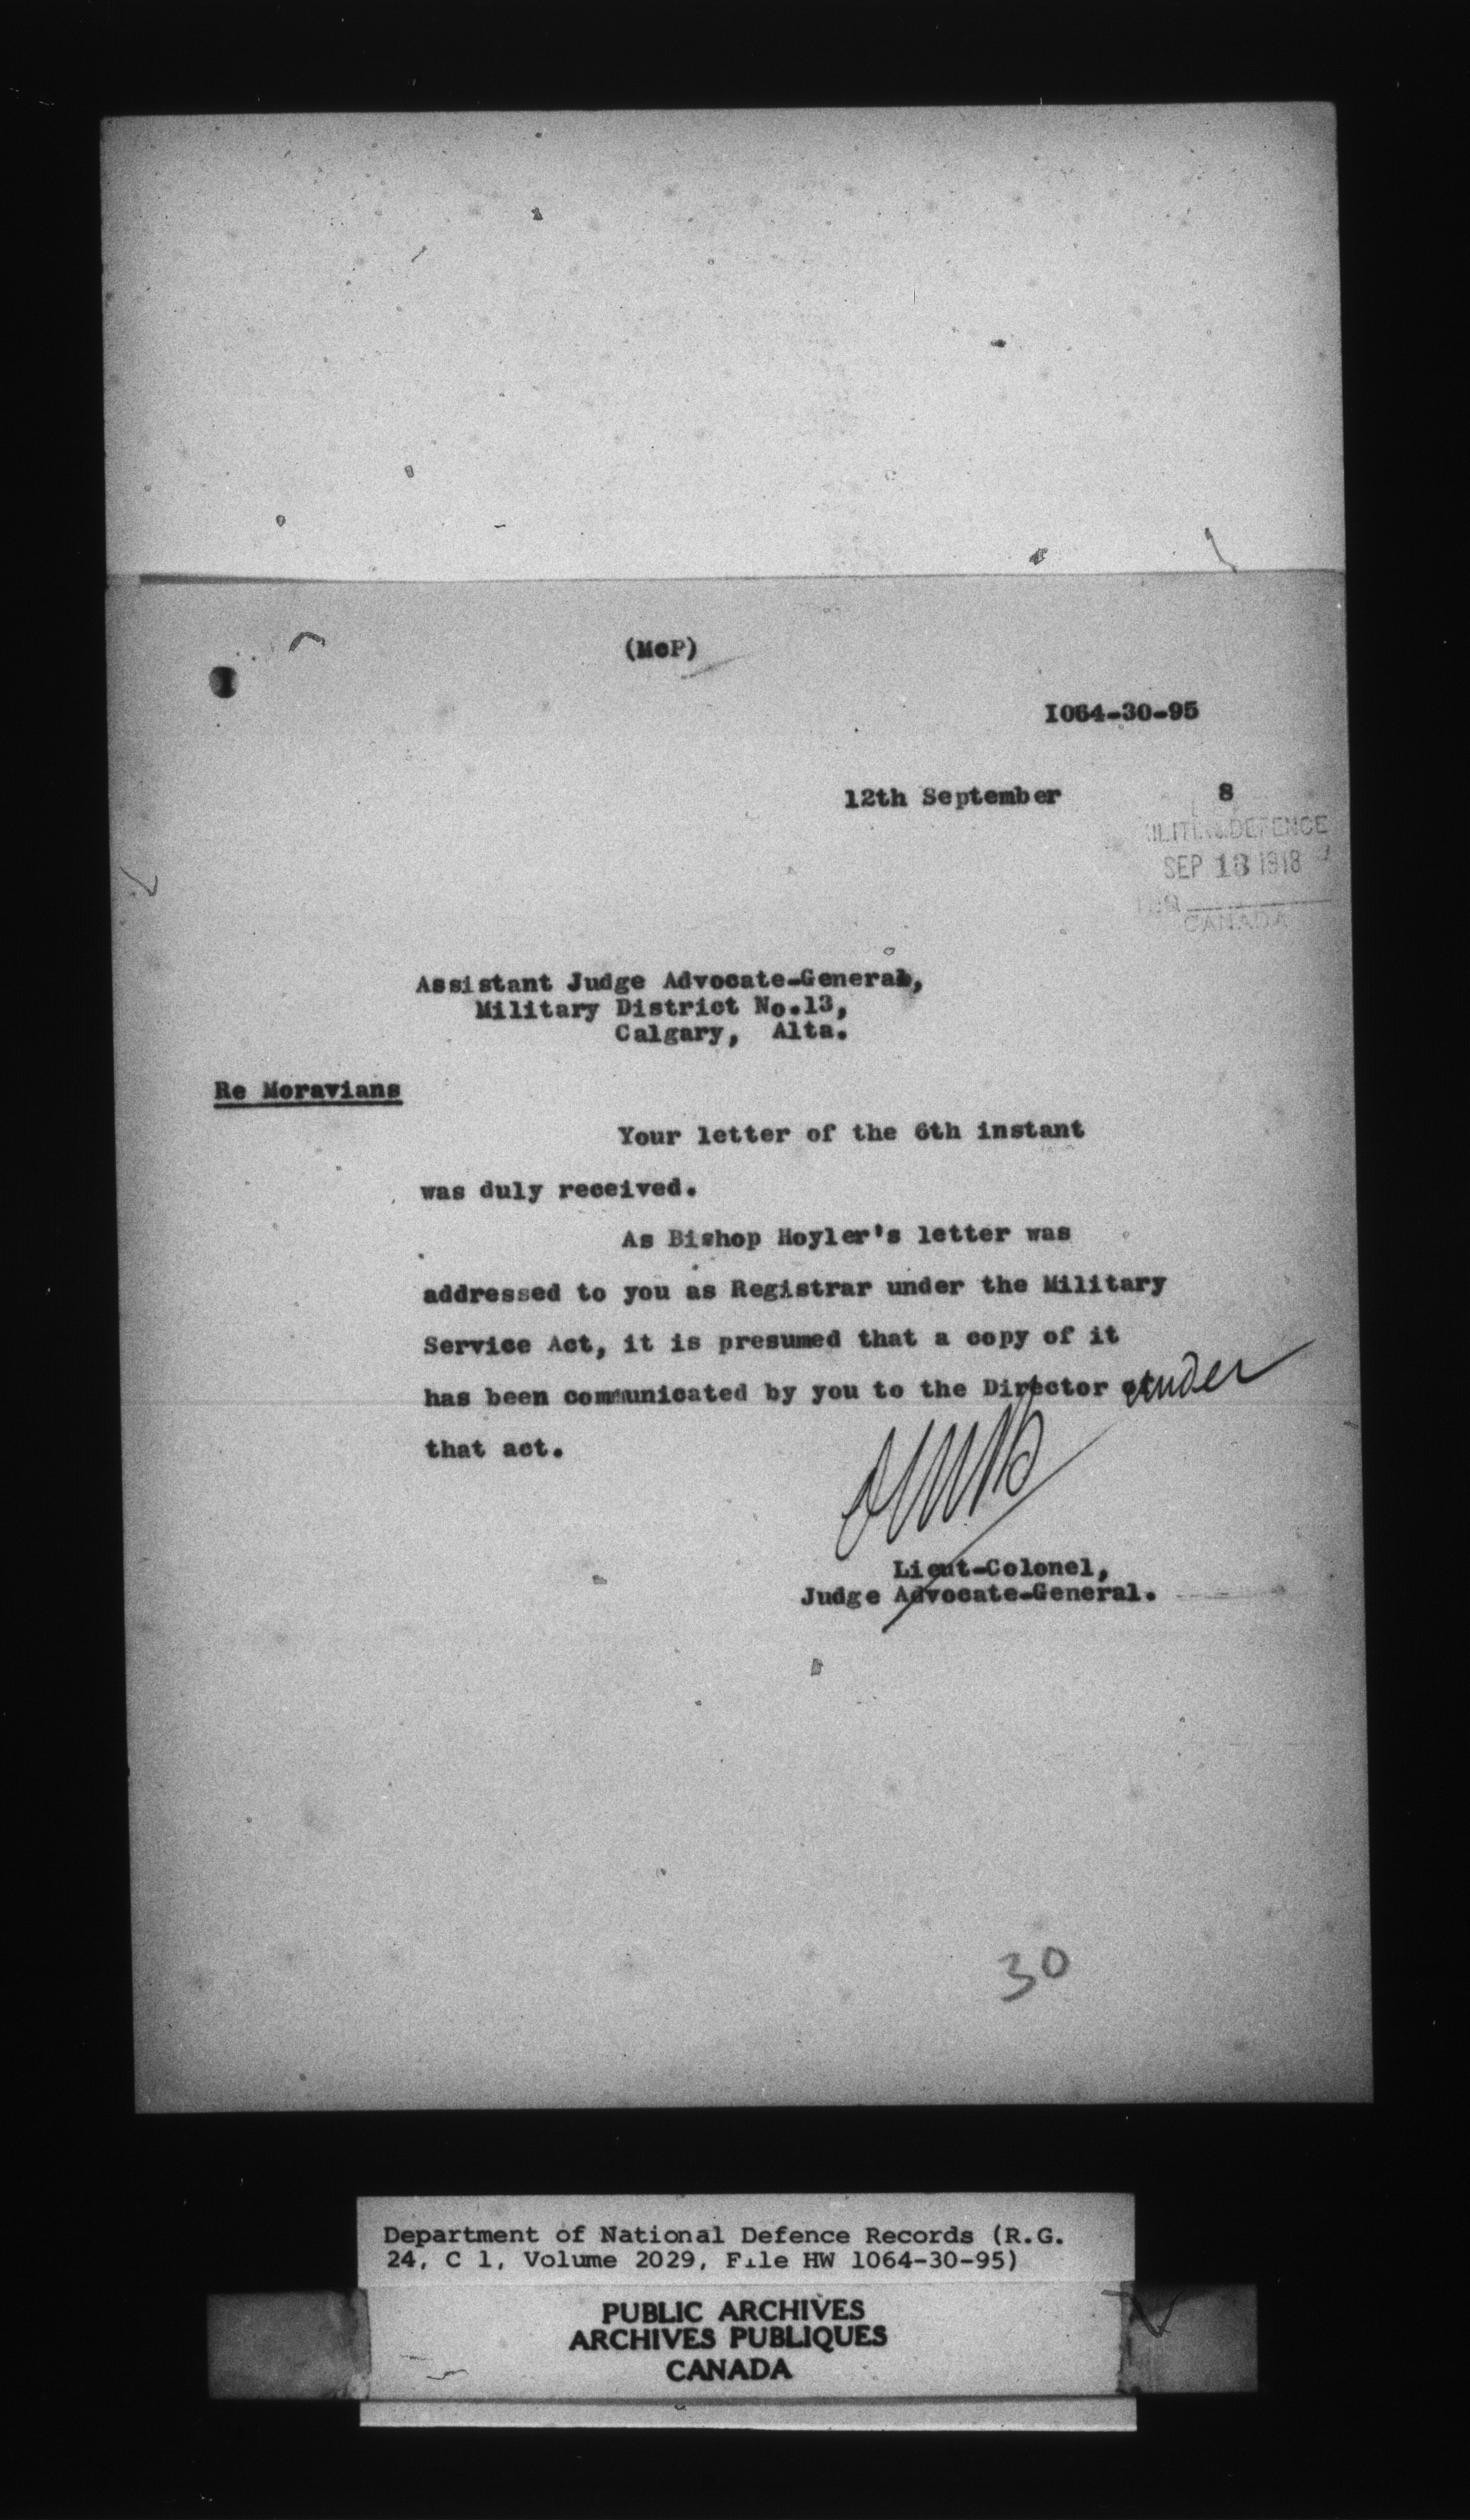 (McP)
1064-30-95
12th September 8
MILITIA & DEFENCE
SEP 13 1918
CANADA
Assistant Judge Advocate-General,
Military District No.13,
Calgary, Alta.
Re Moravians
Your letter of the 6th instant
was duly received.
As Bishop Hoyler's letter was
addressed to you as Registrar under the Military
Service Act, it is presumed that a copy of it
has been communicated by you to the Director under
that act.
Lieut-Colonel,
Judge Advocate-General.
30
Department of National Defence Records (R.G.
24, C 1, Volume 2029, File HW 1064-30-95)
PUBLIC ARCHIVES
ARCHIVES PUBLIQUES
CANADA